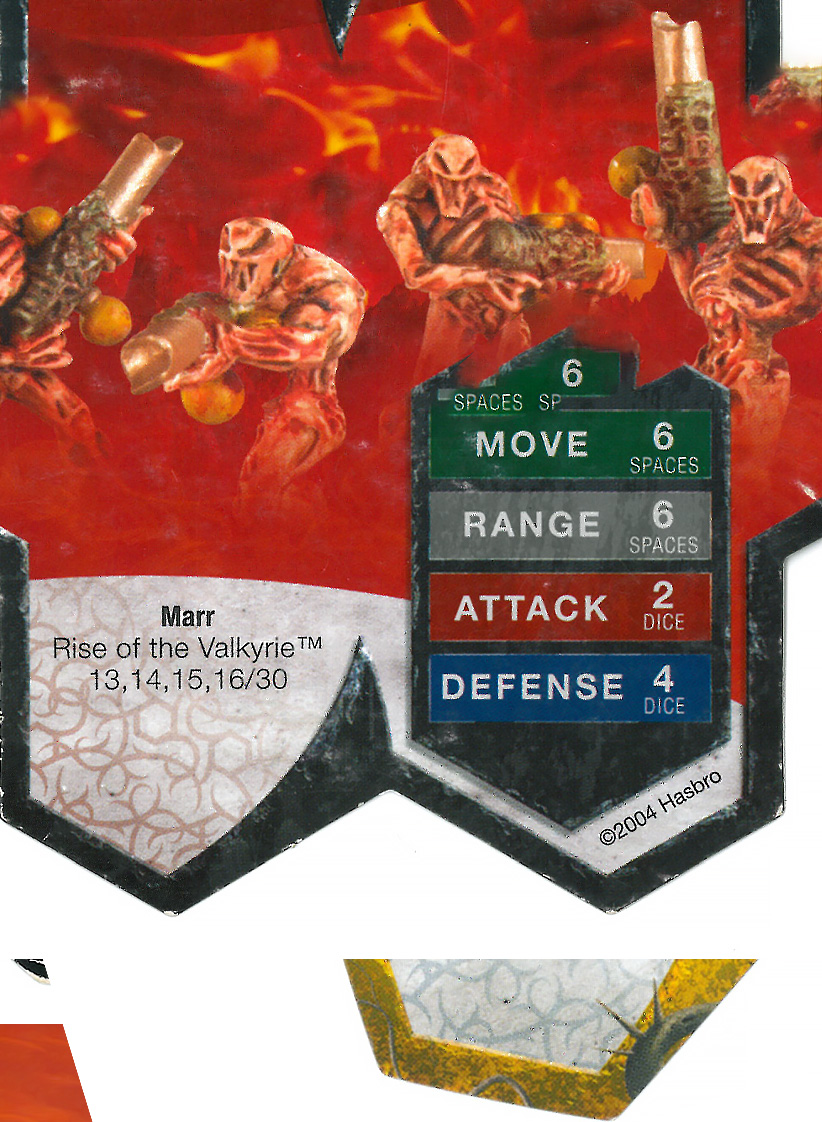 6
SPACES SP
MOVE 6
SPACES
RANGE 6
SPACES
ATTACK 2
DICE
DEFENSE 4
DICE
Marr
Rise of the Valkyrie™
13,14,15,16/30
©2004 Hasbro